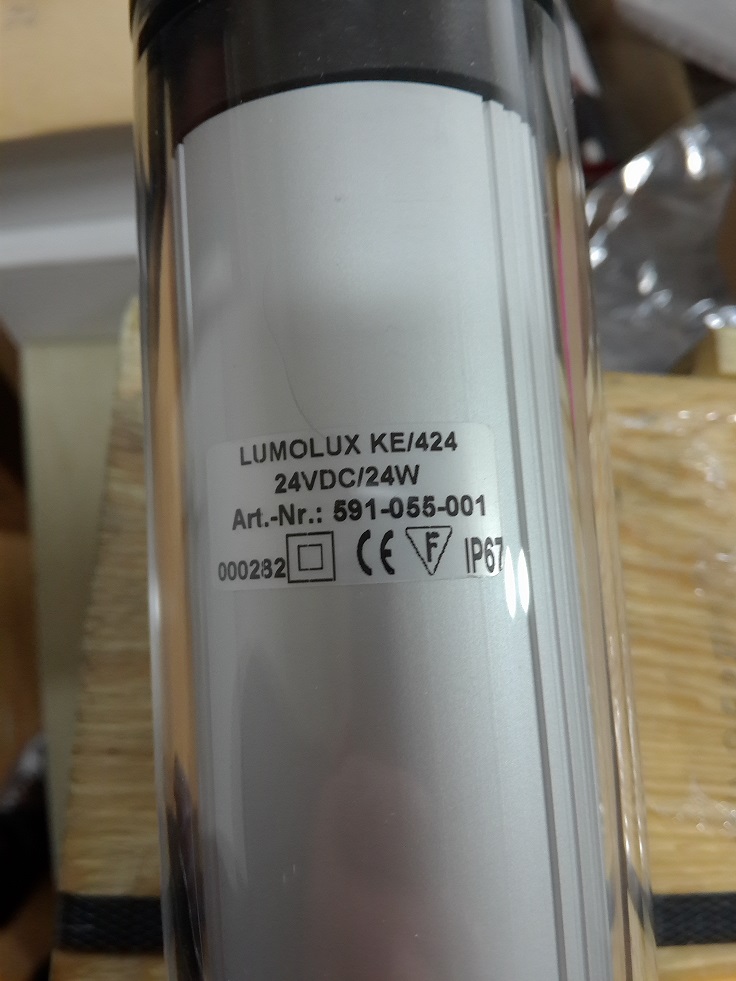 LUMOLUX KE/424
24VDC/24W
Art.-Nr.: 591-055-001
000282 CE F IP67